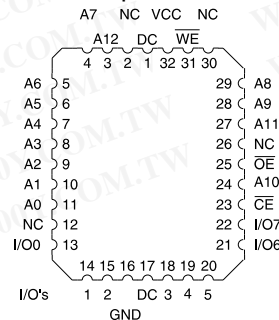 A7 NC VCC NC
A12 DC W̅E̅
4 3 2 1 32 31 30
A6 5 29 A8
A5 6 28 A9
A4 7 27 A11
A3 8 26 NC
A2 9 25 O̅E̅
A1 10 24 A10
A0 11 23 C̅E̅
NC 12 22 I/O7
I/O0 13 21 I/O6
14 15 16 17 18 19 20
I/O's 1 2 DC 3 4 5
GND